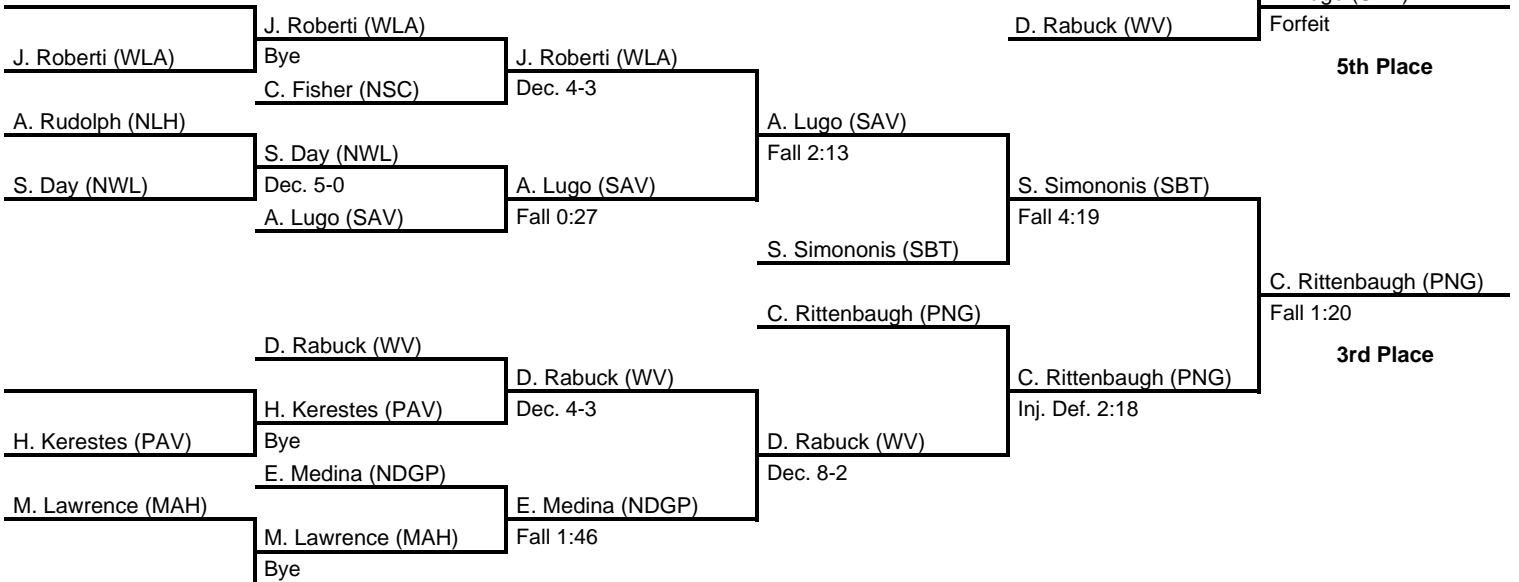 J. Roberti (WLA)
D. Rabuck (WV)
Forfeit
J. Roberti (WLA)
Bye
J. Roberti (WLA)
5th Place
C. Fisher (NSC)
Dec. 4-3
A. Rudolph (NLH)
A. Lugo (SAV)
S. Day (NWL)
Fall 2:13
S. Day (NWL)
Dec. 5-0
A. Lugo (SAV)
S. Simononis (SBT)
A. Lugo (SAV)
Fall 0:27
Fall 4:19
S. Simononis (SBT)
C. Rittenbaugh (PNG)
C. Rittenbaugh (PNG)
Fall 1:20
D. Rabuck (WV)
3rd Place
D. Rabuck (WV)
C. Rittenbaugh (PNG)
H. Kerestes (PAV)
Dec. 4-3
Inj. Def. 2:18
H. Kerestes (PAV)
Bye
D. Rabuck (WV)
E. Medina (NDGP)
Dec. 8-2
M. Lawrence (MAH)
E. Medina (NDGP)
M. Lawrence (MAH)
Fall 1:46
Bye